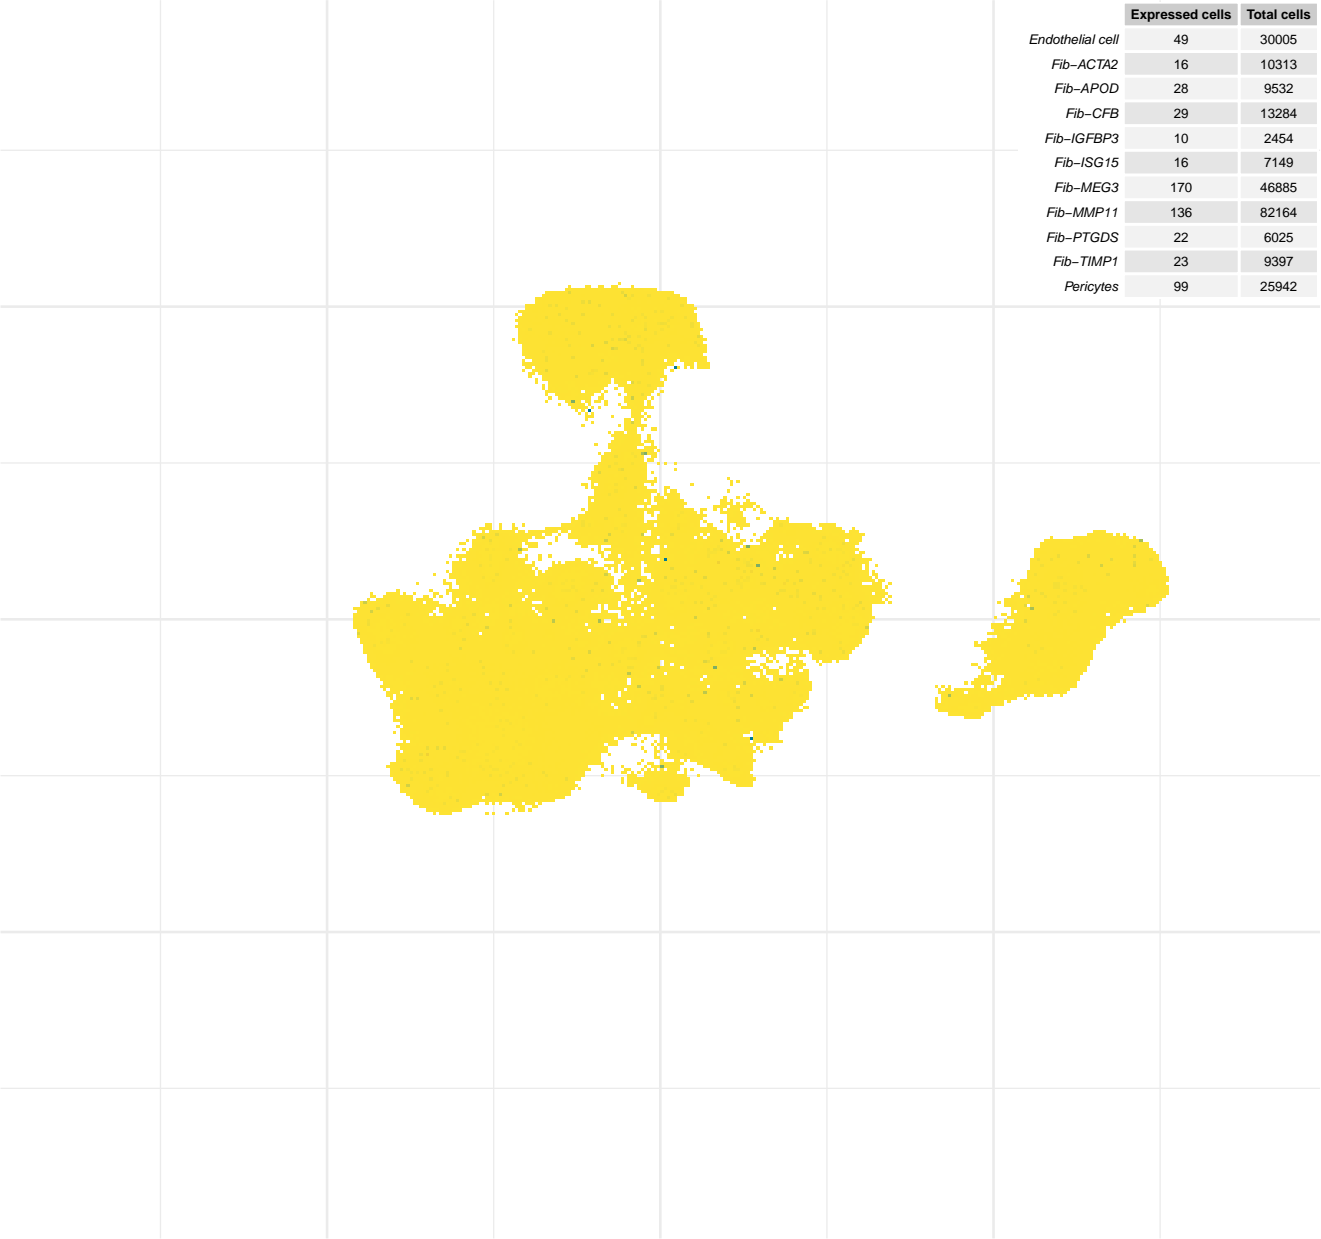 Expressed cells Total cells
Endothelial cell 49 30005
Fib−ACTA2 16 10313
Fib−APOD 28 9532
Fib−CFB 29 13284
Fib−IGFBP3 10 2454
Fib−ISG15 16 7149
Fib−MEG3 170 46885
Fib−MMP11 136 82164
Fib−PTGDS 22 6025
Fib−TIMP1 23 9397
Pericytes 99 25942